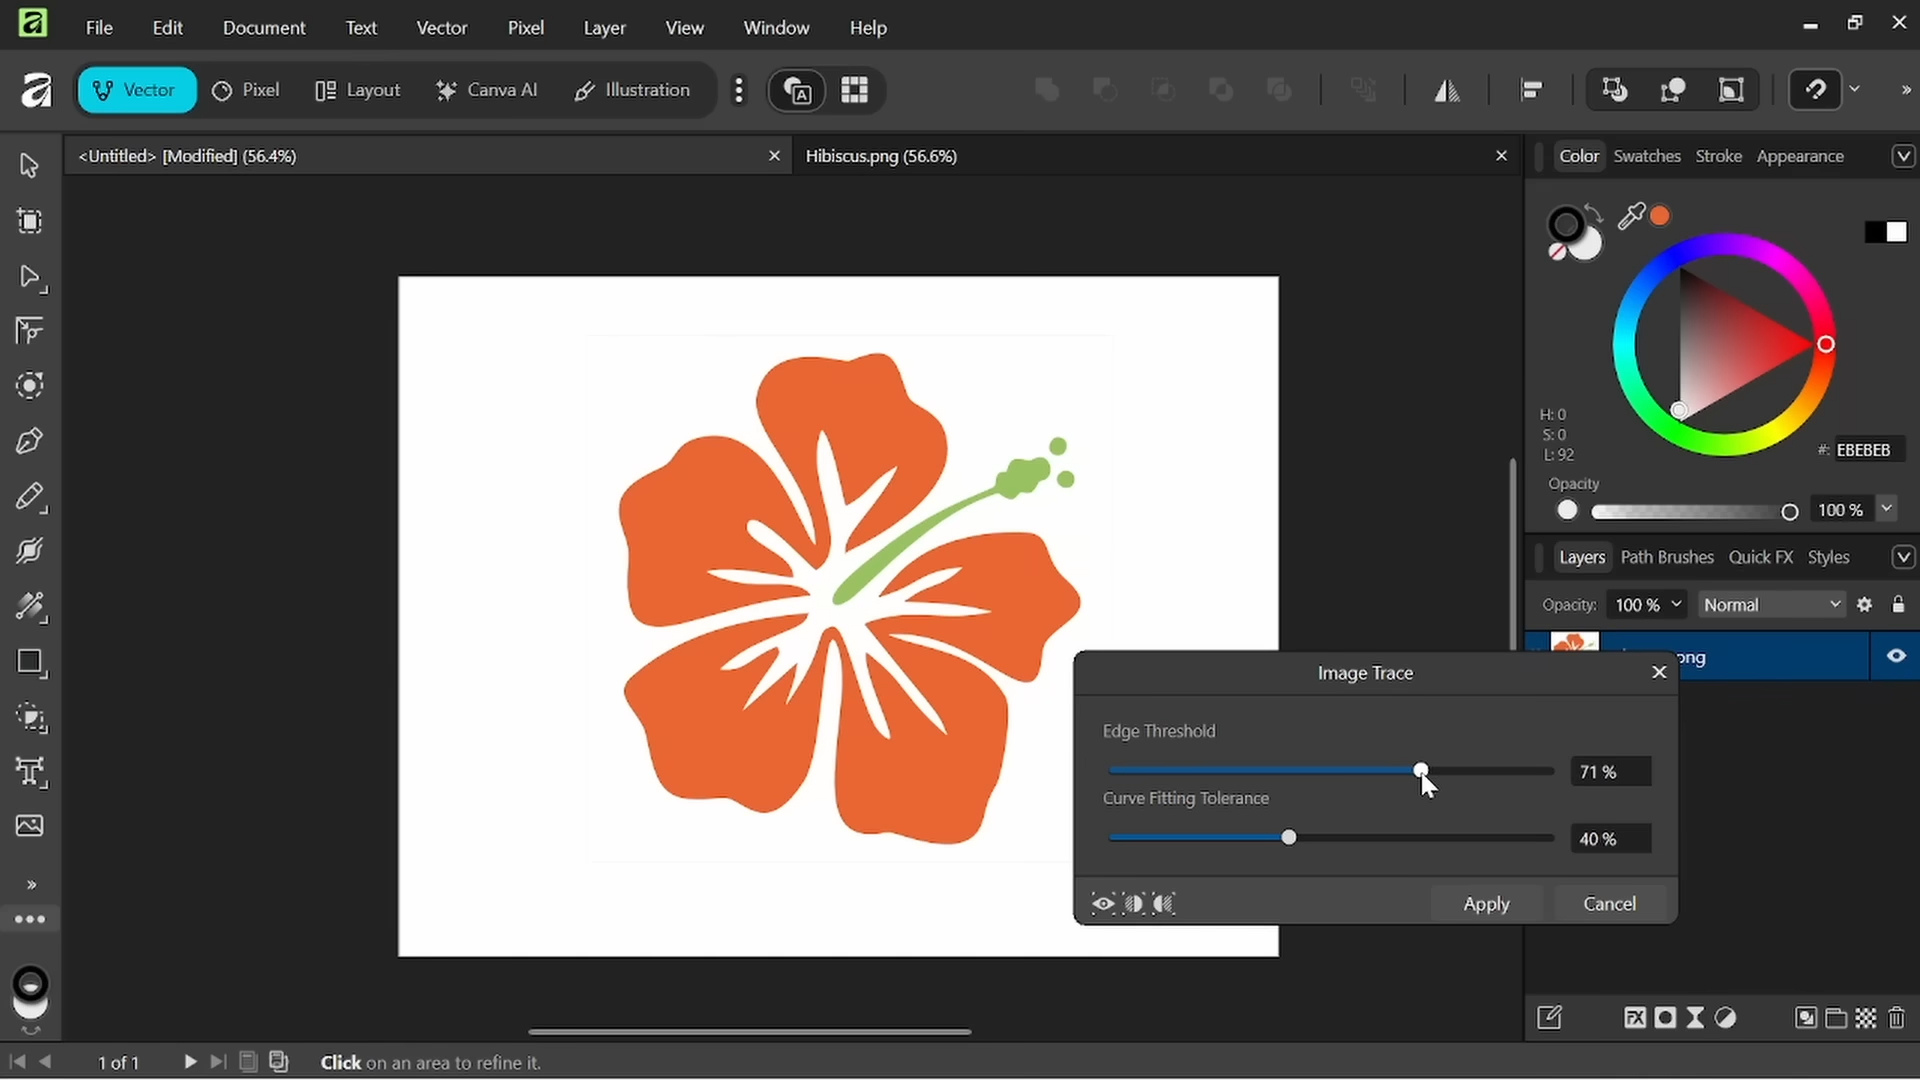 File Edit Document Text Vector Pixel Layer View Window Help
Vector Pixel Layout Canva AI Illustration
<Untitled> [Modified] (56.4%) Hibiscus.png (56.6%)
Color Swatches Stroke Appearance
H: 0
S: 0
L: 92
#: EBEBEB
Opacity
100 %
Layers Path Brushes Quick FX Styles
Opacity: 100 % Normal
png
Image Trace
Edge Threshold
71 %
Curve Fitting Tolerance
40 %
Apply Cancel
FX
1 of 1
Click on an area to refine it.